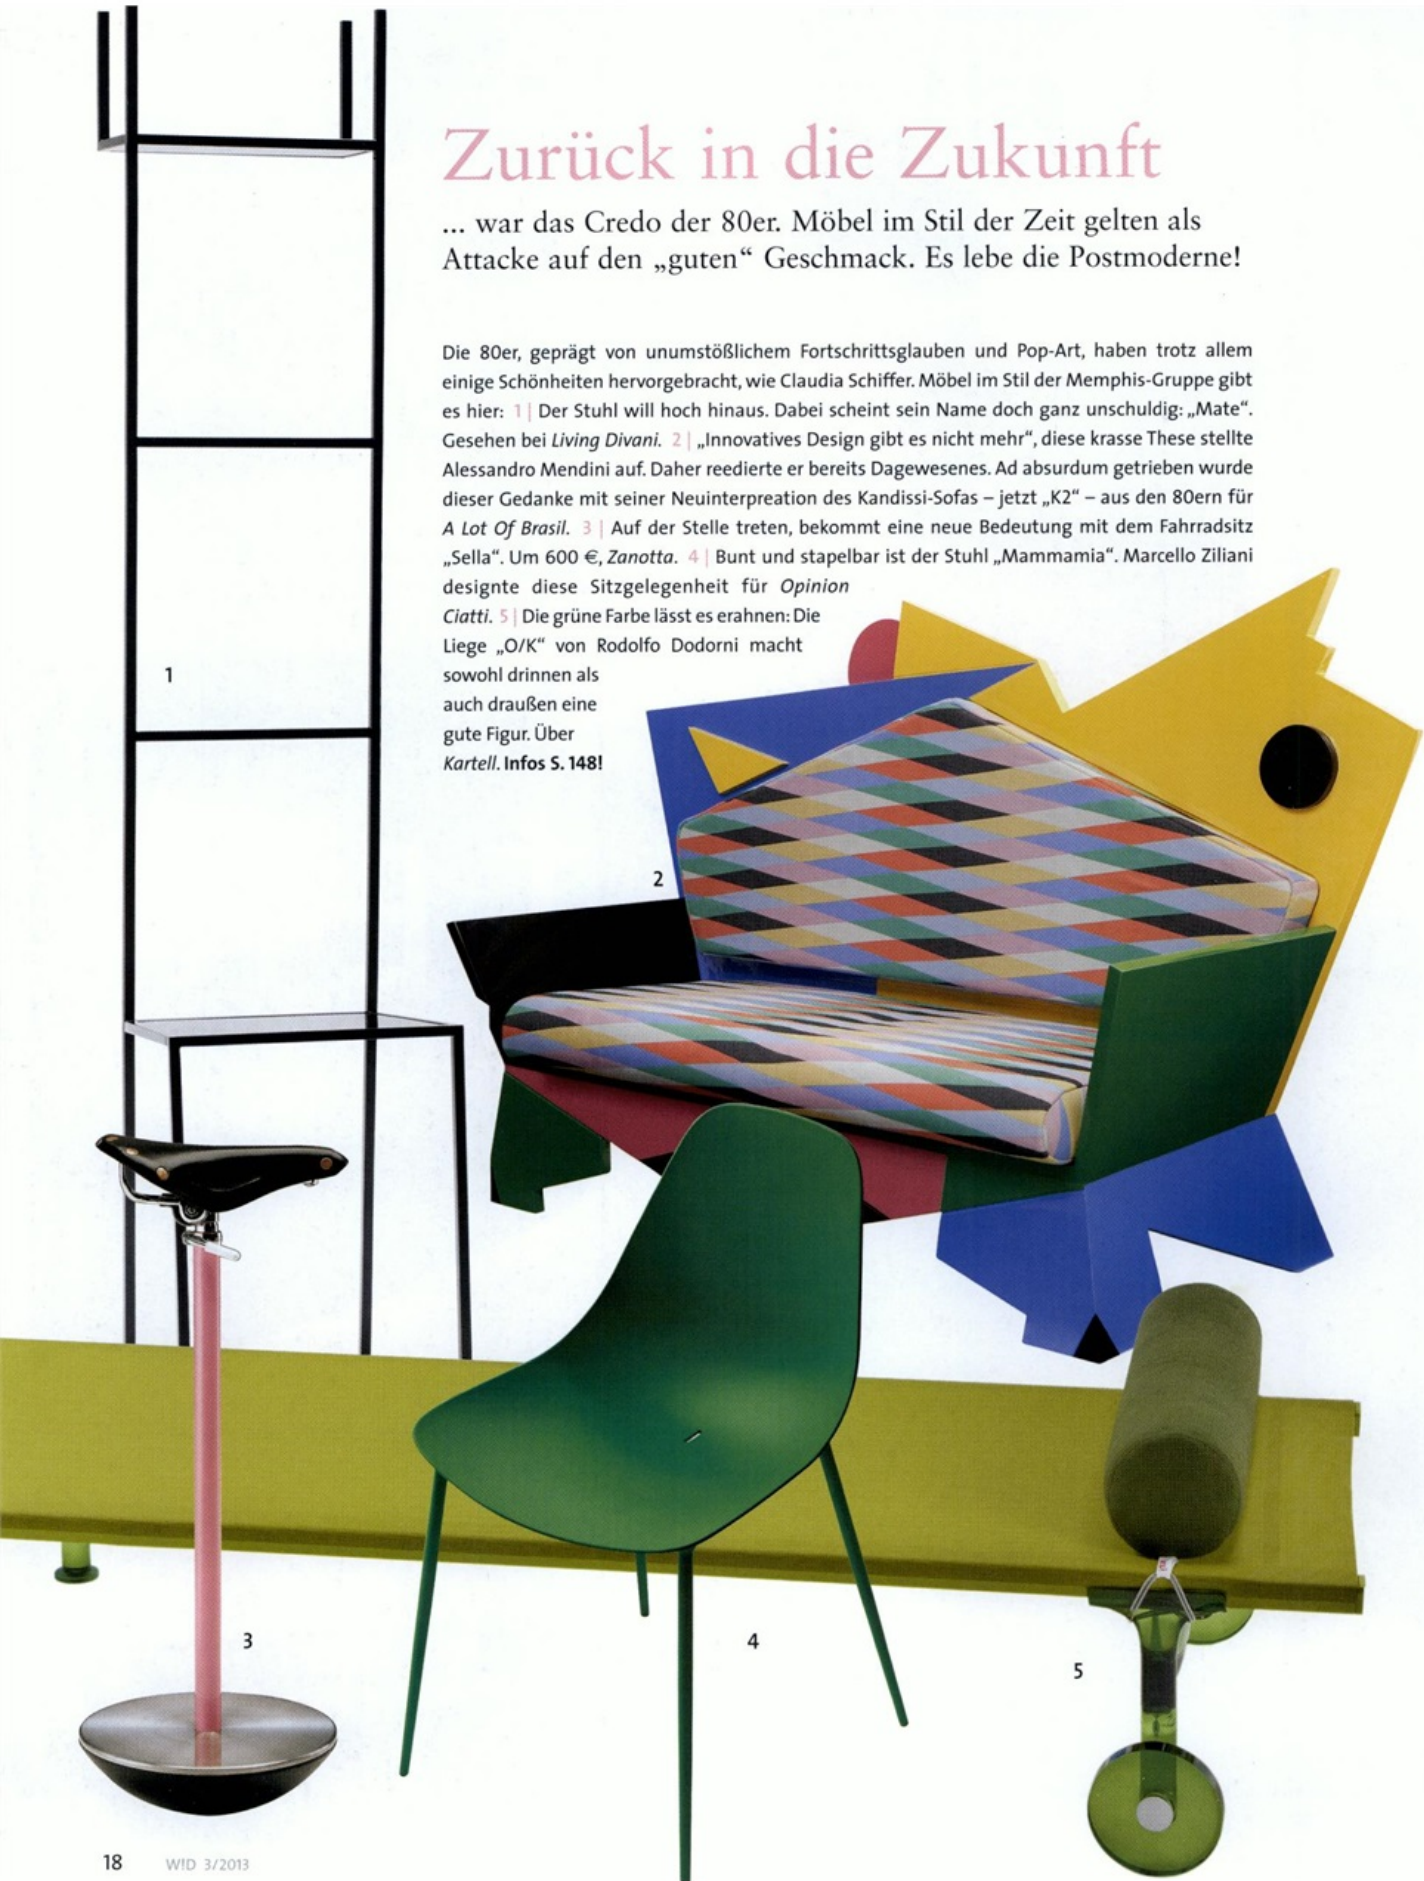 Zurück in die Zukunft
... war das Credo der 80er. Möbel im Stil der Zeit gelten als
Attacke auf den „guten“ Geschmack. Es lebe die Postmoderne!
Die 80er, geprägt von unumstößlichem Fortschrittsglauben und Pop-Art, haben trotz allem
einige Schönheiten hervorgebracht, wie Claudia Schiffer. Möbel im Stil der Memphis-Gruppe gibt
es hier: 1 | Der Stuhl will hoch hinaus. Dabei scheint sein Name doch ganz unschuldig: „Mate“.
Gesehen bei Living Divani. 2 | „Innovatives Design gibt es nicht mehr“, diese krasse These stellte
Alessandro Mendini auf. Daher reedierte er bereits Dagewesenes. Ad absurdum getrieben wurde
dieser Gedanke mit seiner Neuinterpreation des Kandissi-Sofas – jetzt „K2“ – aus den 80ern für
A Lot Of Brasil. 3 | Auf der Stelle treten, bekommt eine neue Bedeutung mit dem Fahrradsitz
„Sella“. Um 600 €, Zanotta. 4 | Bunt und stapelbar ist der Stuhl „Mammamia“. Marcello Ziliani
designte diese Sitzgelegenheit für Opinion
Ciatti. 5 | Die grüne Farbe lässt es erahnen: Die
Liege „O/K“ von Rodolfo Dodorni macht
sowohl drinnen als
auch draußen eine
gute Figur. Über
Kartell. Infos S. 148!
1
2
3
4
5
18 W!D 3/2013